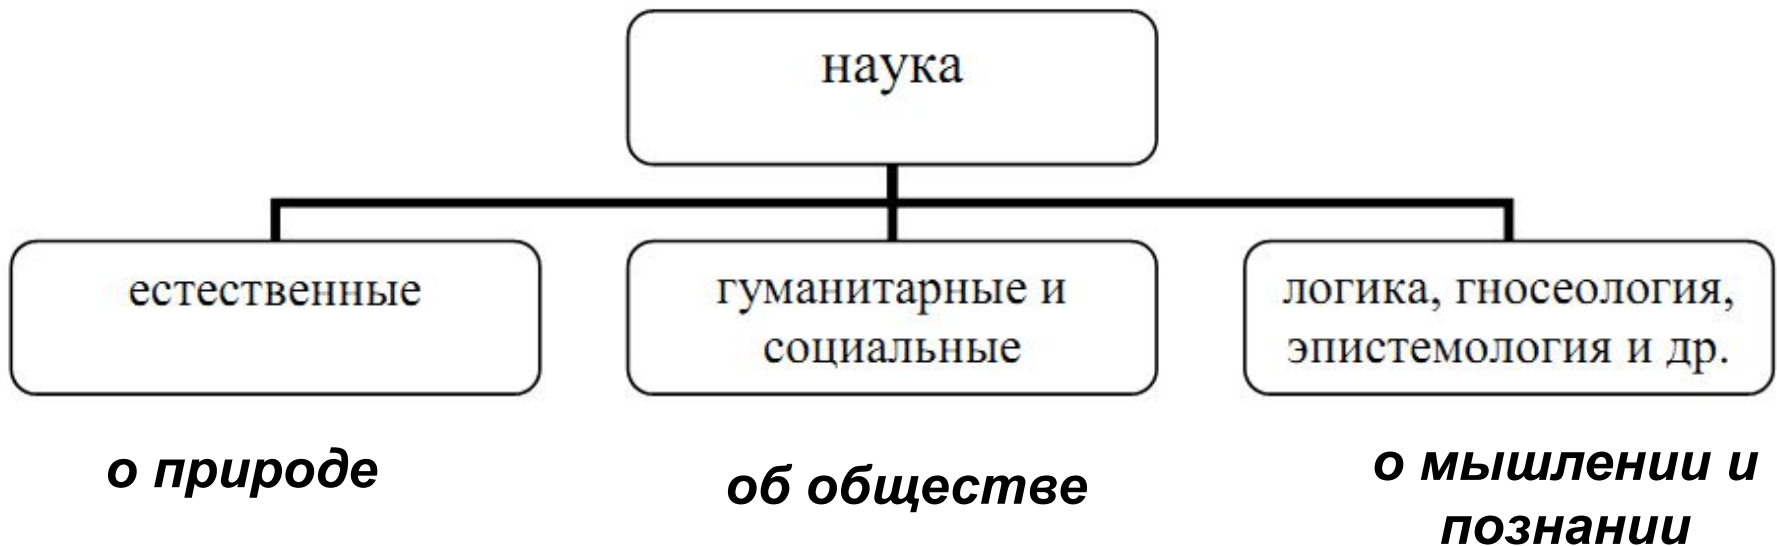 наука
естественные
гуманитарные и
социальные
логика, гносеология,
эпистемология и др.
о природе
об обществе
о мышлении и
познании